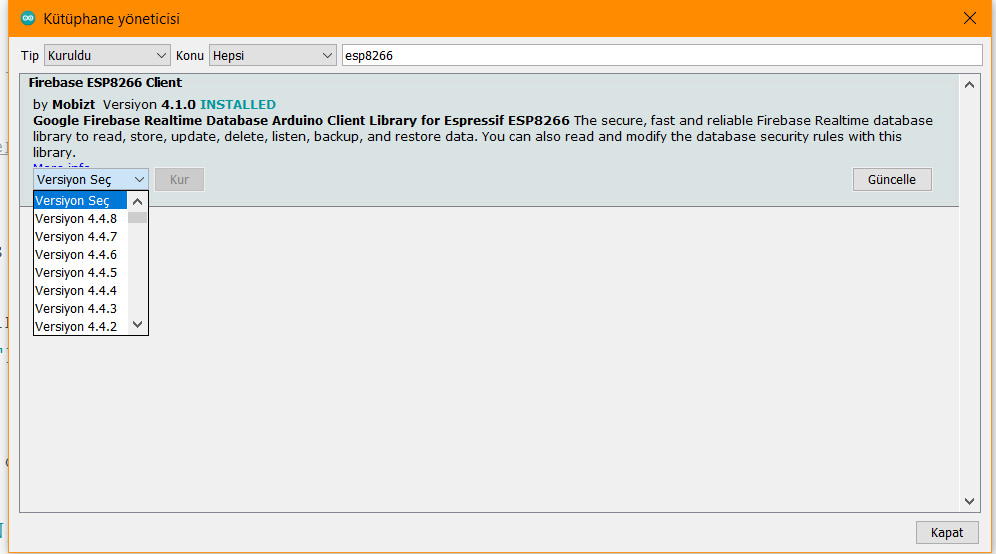 Kütüphane yöneticisi
Tip Kuruldu Konu Hepsi esp8266
Firebase ESP8266 Client
by Mobizt Versiyon 4.1.0 INSTALLED
Google Firebase Realtime Database Arduino Client Library for Espressif ESP8266 The secure, fast and reliable Firebase Realtime database
library to read, store, update, delete, listen, backup, and restore data. You can also read and modify the database security rules with this
library.
More info
Versiyon Seç Kur Güncelle
Versiyon Seç
Versiyon 4.4.8
Versiyon 4.4.7
Versiyon 4.4.6
Versiyon 4.4.5
Versiyon 4.4.4
Versiyon 4.4.3
Versiyon 4.4.2
Kapat